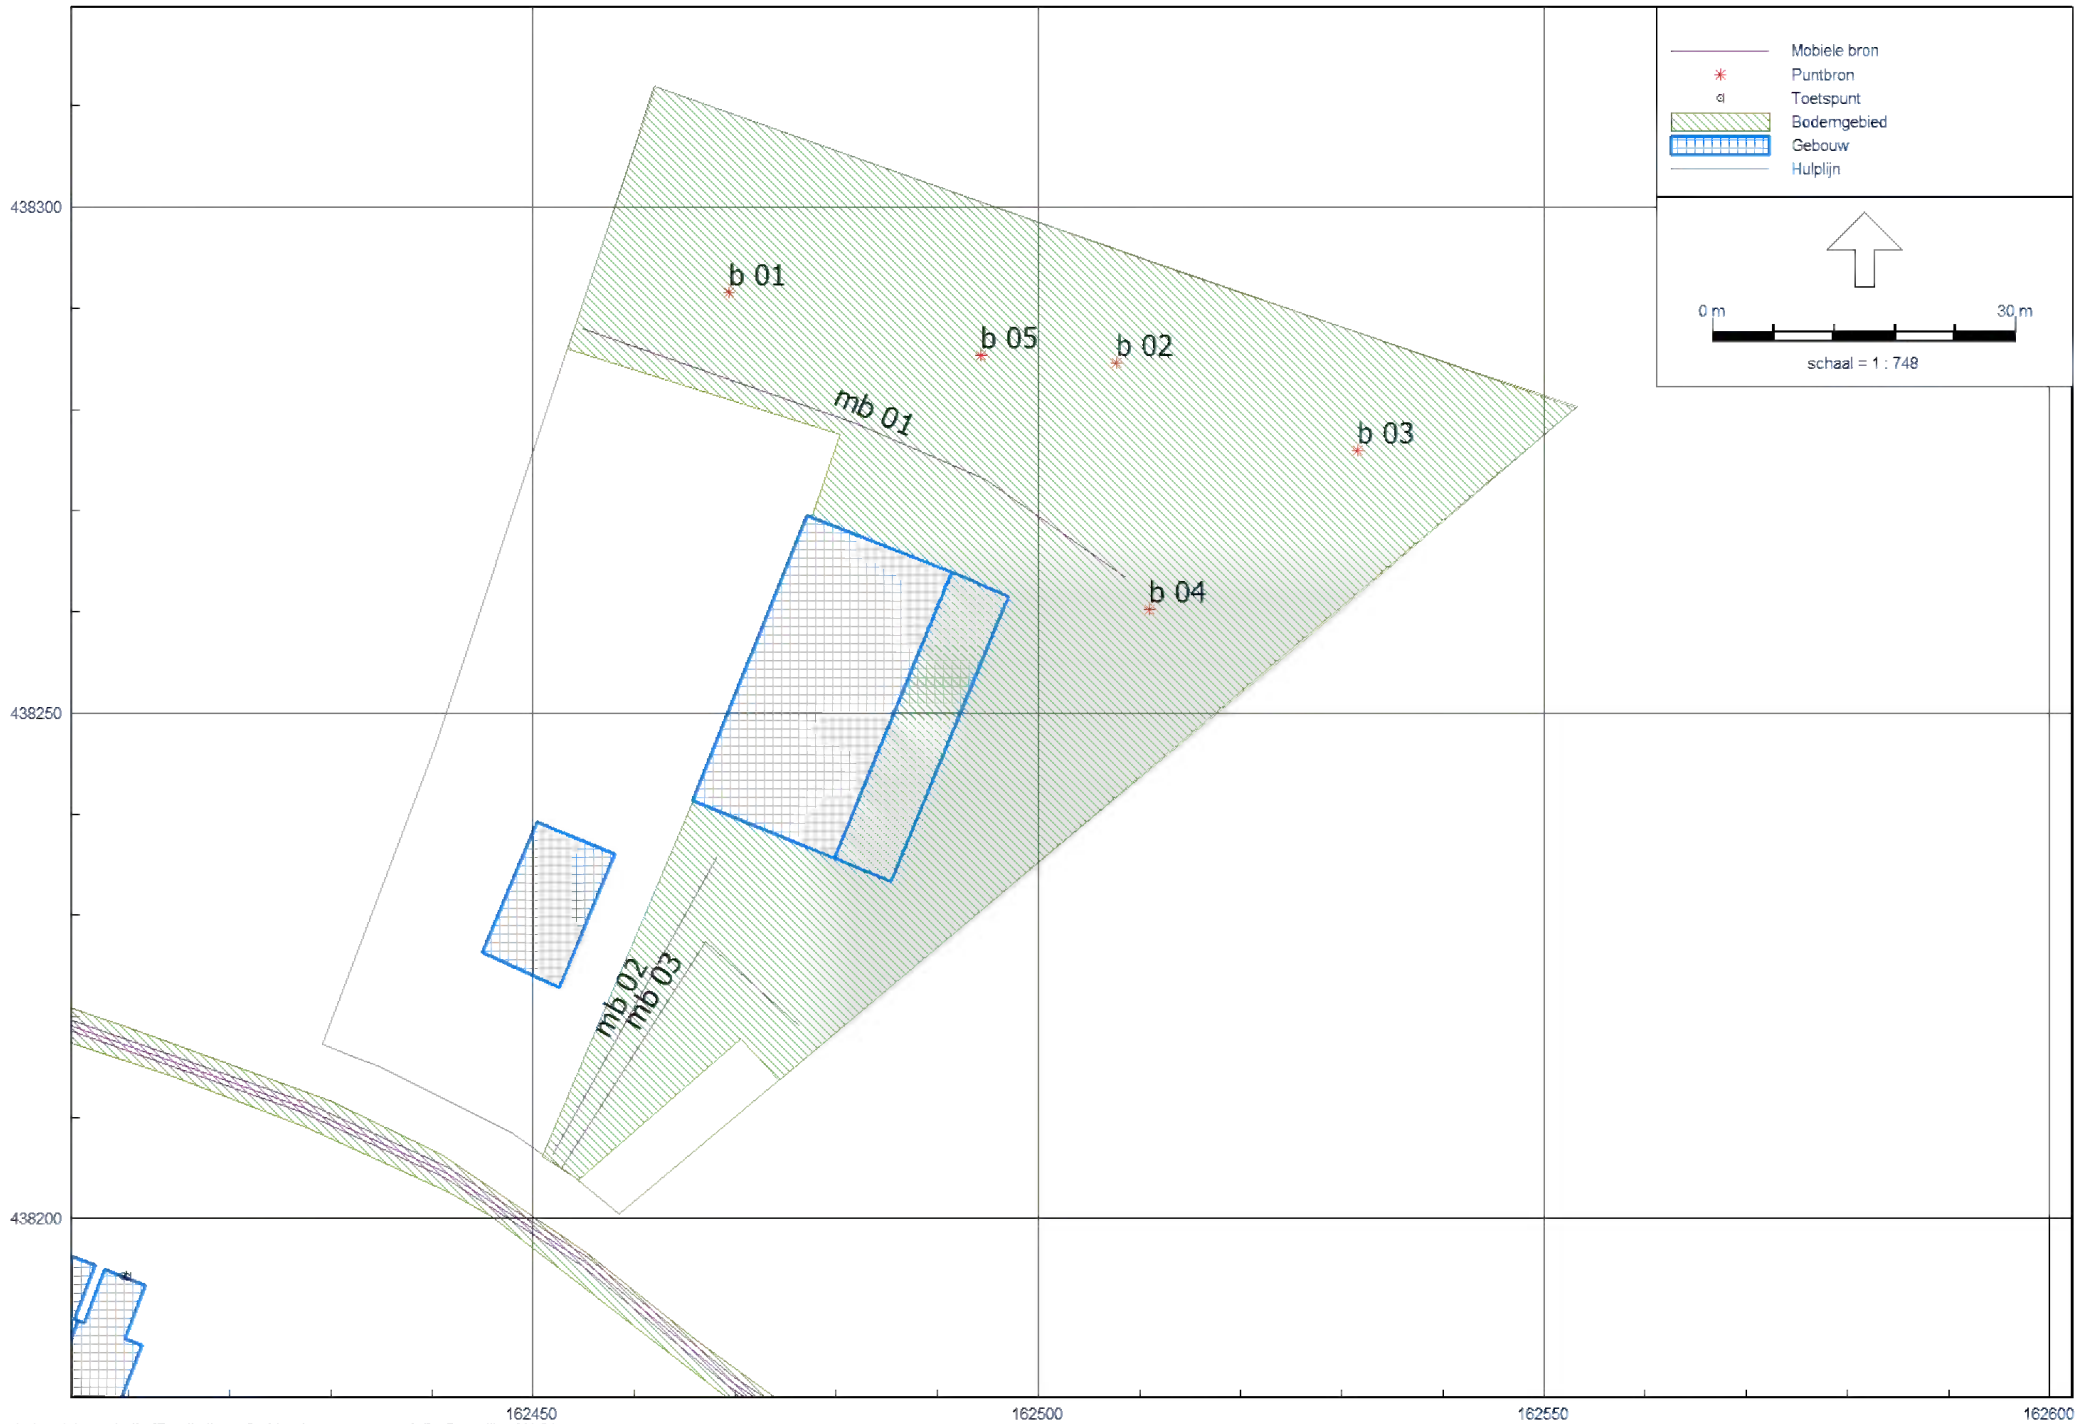 Mobiele bron
Puntbron
Toetspunt
Bodemgebied
Gebouw
Hulplijn
438300
0 m 30 m
schaal = 1 : 748
b 01
b 05
b 02
mb 01
b 03
b 04
438250
mb 02
mb 03
438200
162450 162500 162550 162600